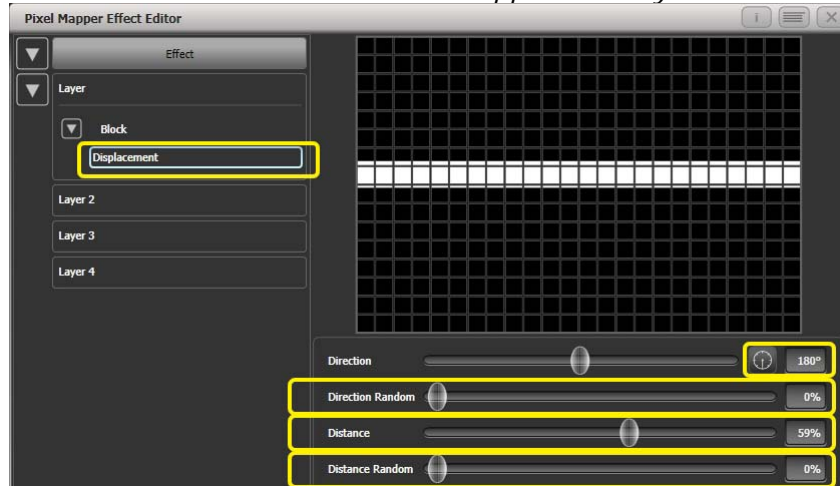 Pixel Mapper Effect Editor
Effect
Layer
Block
Displacement
Layer 2
Layer 3
Layer 4
Direction 180°
Direction Random 0%
Distance 59%
Distance Random 0%